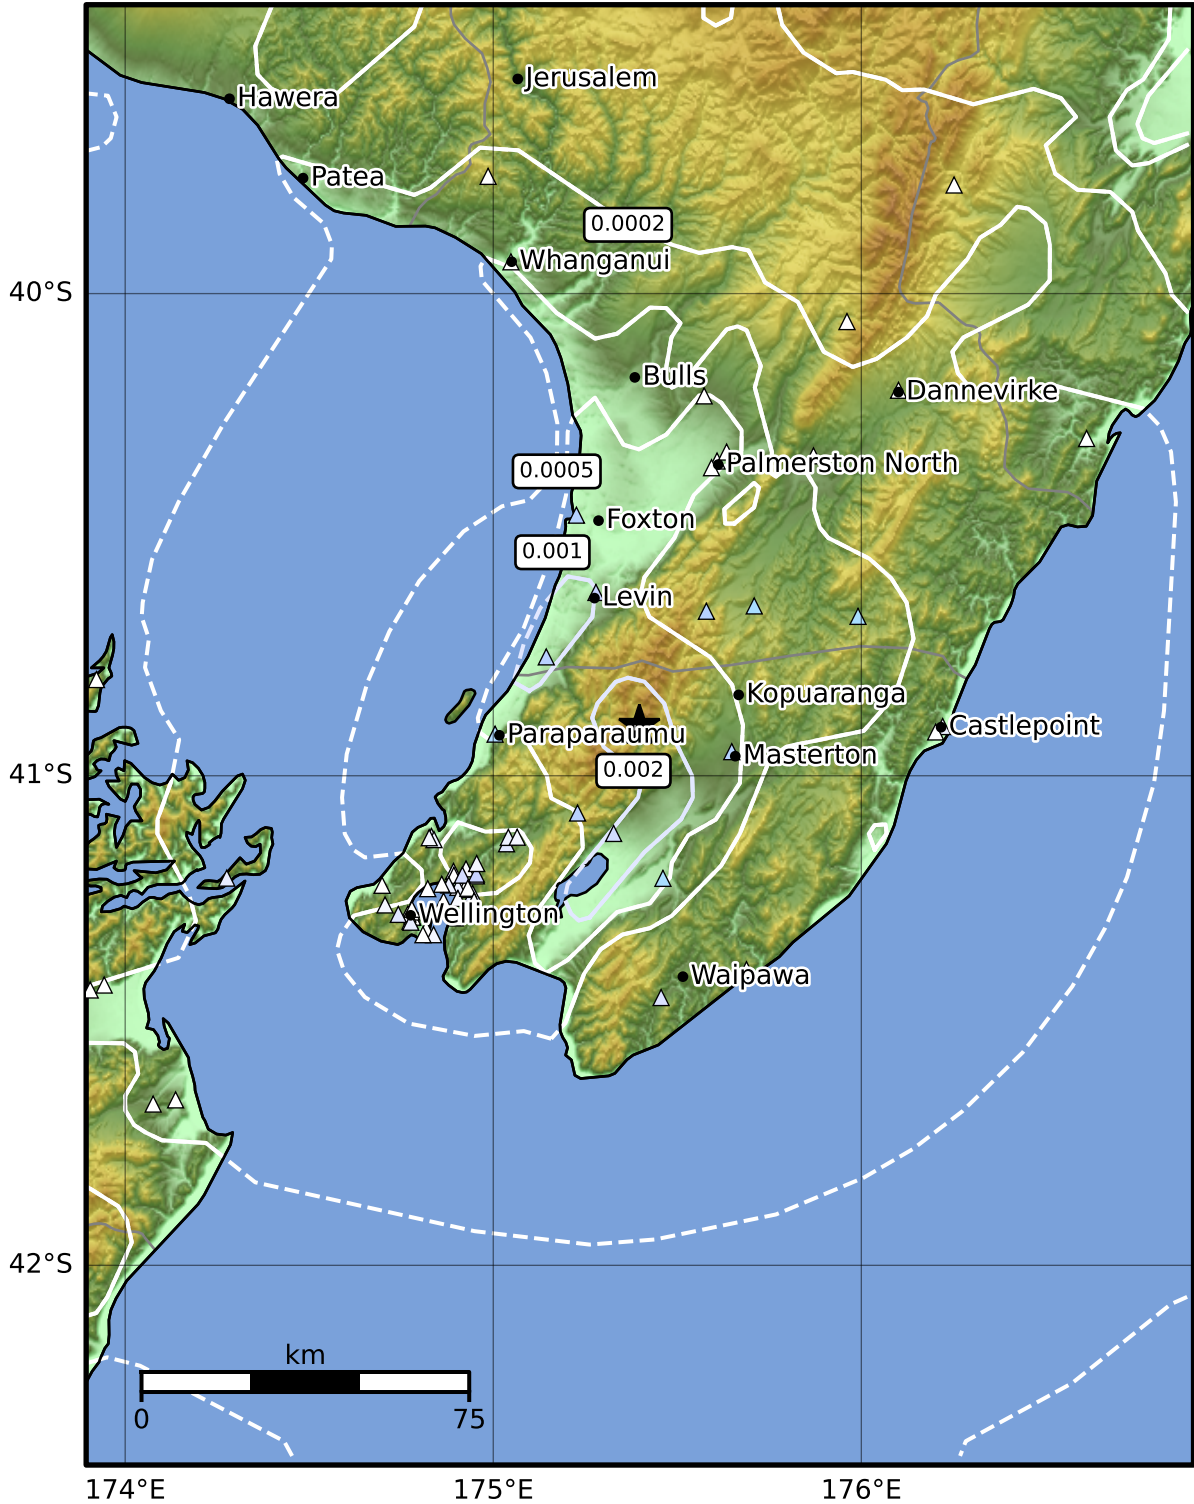 Jerusalem
Hawera
Patea
0.0002
Whanganui
40°S
Bulls
Dannevirke
0.0005
Palmerston North
Foxton
0.001
Levin
Kopuaranga
Castlepoint
Paraparaumu
Masterton
0.002
41°S
Wellington
Waipawa
42°S
km
0
75
174°E
175°E
176°E